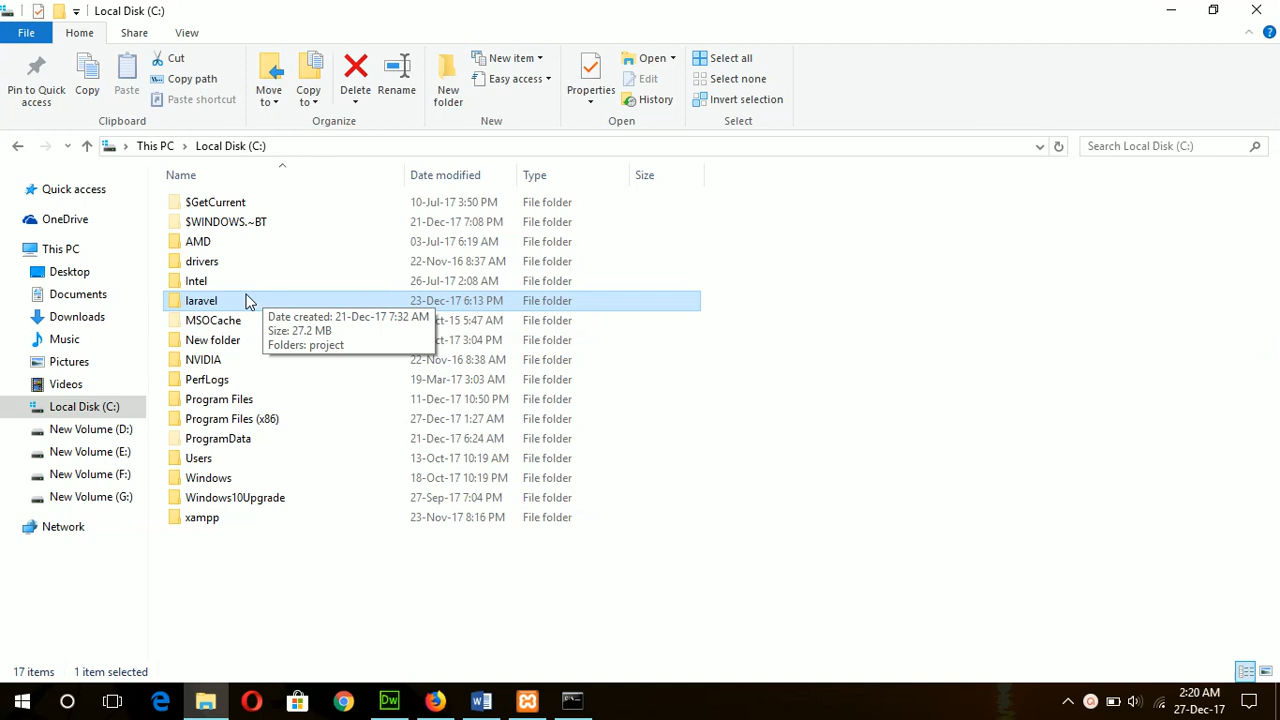 Local Disk (C:)
File Home Share View
Pin to Quick access
Copy
Paste
Cut
Copy path
Paste shortcut
Clipboard
Move to
Copy to
Delete
Rename
Organize
New folder
New item
Easy access
New
Properties
Open
Edit
History
Open
Select all
Select none
Invert selection
Select
This PC Local Disk (C:)
Search Local Disk (C:)
Quick access
OneDrive
This PC
Desktop
Documents
Downloads
Music
Pictures
Videos
Local Disk (C:)
New Volume (D:)
New Volume (E:)
New Volume (F:)
New Volume (G:)
Network
Name Date modified Type Size
$GetCurrent 10-Jul-17 3:50 PM File folder
$WINDOWS.~BT 21-Dec-17 7:08 PM File folder
AMD 03-Jul-17 6:19 AM File folder
drivers 22-Nov-16 8:37 AM File folder
Intel 26-Jul-17 2:08 AM File folder
laravel 23-Dec-17 6:13 PM File folder
MSOCache ct-15 5:47 AM File folder
New folder 3:04 PM File folder
NVIDIA 22-Nov-16 8:38 AM File folder
PerfLogs 19-Mar-17 3:03 AM File folder
Program Files 11-Dec-17 10:50 PM File folder
Program Files (x86) 27-Dec-17 1:27 AM File folder
ProgramData 21-Dec-17 6:24 AM File folder
Users 13-Oct-17 10:19 AM File folder
Windows 18-Oct-17 10:19 PM File folder
Windows10Upgrade 27-Sep-17 7:04 PM File folder
xampp 23-Nov-17 8:16 PM File folder
Date created: 21-Dec-17 7:32 AM
Size: 27.2 MB
Folders: project
17 items 1 item selected
Dw
2:20 AM
27-Dec-17